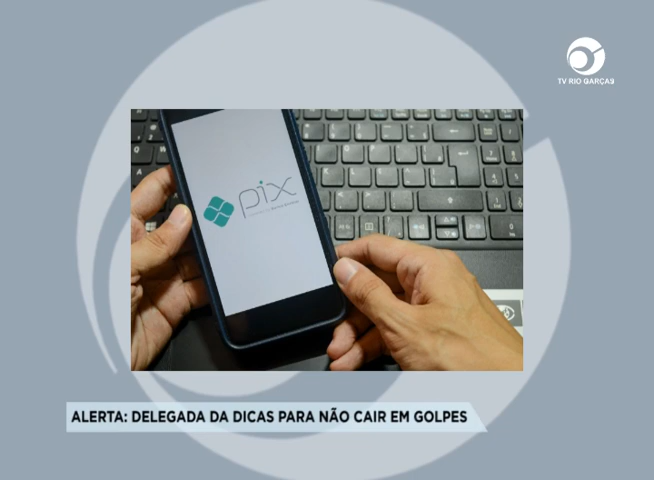 TV RIO GARÇAS
pix
ALERTA: DELEGADA DA DICAS PARA NÃO CAIR EM GOLPES